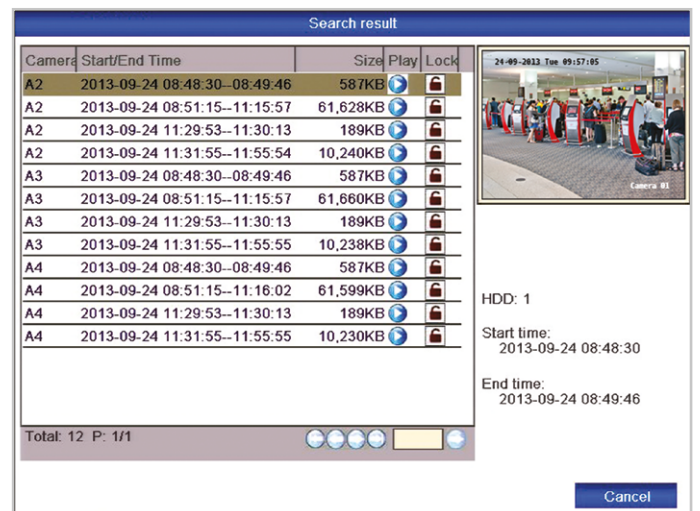 Search result
Camera Start/End Time Size Play Lock
A2 2013-09-24 08:48:30--08:49:46 587KB
A2 2013-09-24 08:51:15--11:15:57 61,628KB
A2 2013-09-24 11:29:53--11:30:13 189KB
A2 2013-09-24 11:31:55--11:55:54 10,240KB
A3 2013-09-24 08:48:30--08:49:46 587KB
A3 2013-09-24 08:51:15--11:15:57 61,660KB
A3 2013-09-24 11:29:53--11:30:13 189KB
A3 2013-09-24 11:31:55--11:55:55 10,238KB
A4 2013-09-24 08:48:30--08:49:46 587KB
A4 2013-09-24 08:51:15--11:16:02 61,599KB
A4 2013-09-24 11:29:53--11:30:13 189KB
A4 2013-09-24 11:31:55--11:55:55 10,230KB
Total: 12 P: 1/1
24-09-2013 Tue 09:57:05
Camera 01
HDD: 1
Start time:
2013-09-24 08:48:30
End time:
2013-09-24 08:49:46
Cancel